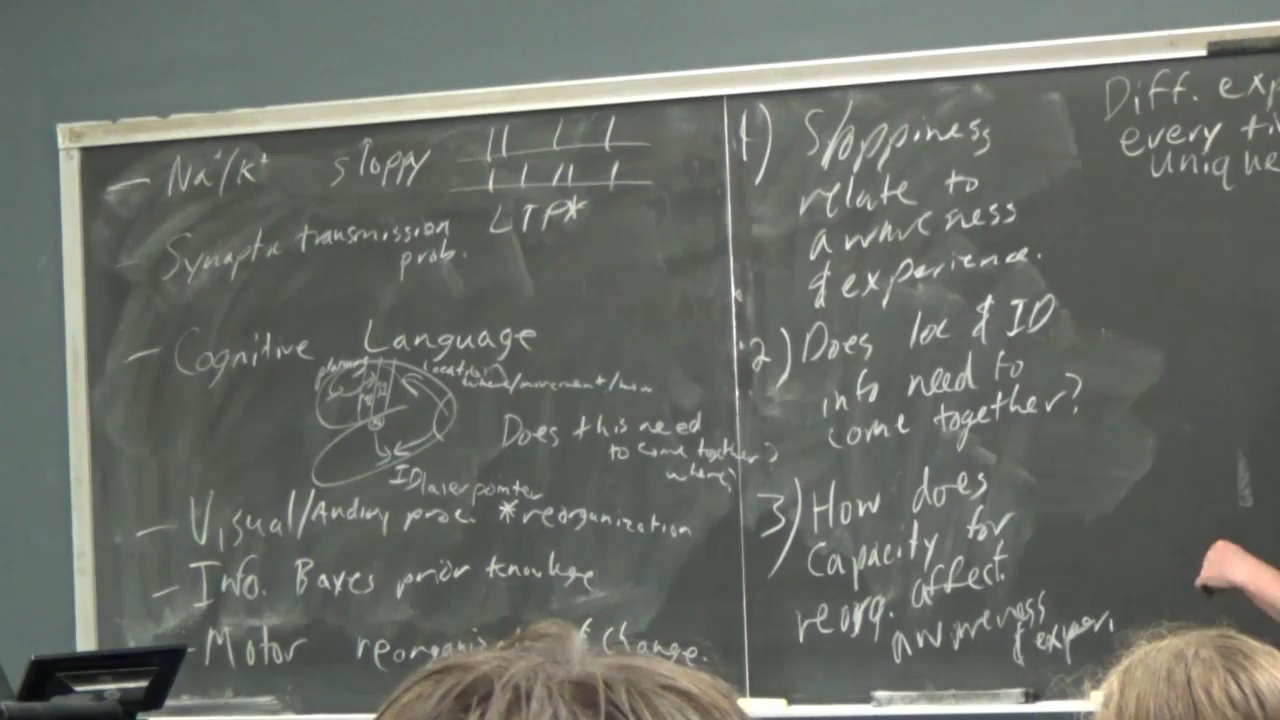 - Na⁺/K⁺ sloppy
LTP*
- Synaptic transmission
prob.
- Cognitive Language
planning location
where/movement/how
Does this need
to come together?
where?
ID laser pointer
- Visual/Auditory proc. *reorganization
- Info. Bayes prior knowledge
- Motor change.
1) Sloppiness
relate to
awareness
& experience.
2) Does loc & ID
info need to
come together?
3) How does
capacity for
reorg. affect
awareness
& exper.
Diff. exp
every ti
unique